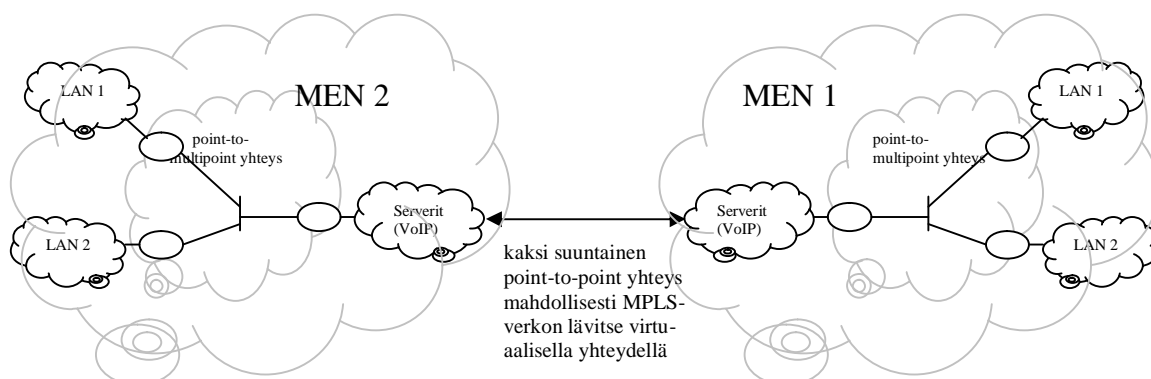 MEN 2
LAN 1
point-to-
multipoint yhteys
LAN 2
Serverit
(VoIP)
kaksi suuntainen
point-to-point yhteys
mahdollisesti MPLS-
verkon lävitse virtu-
aalisella yhteydellä
MEN 1
LAN 1
point-to-
multipoint yhteys
Serverit
(VoIP)
LAN 2